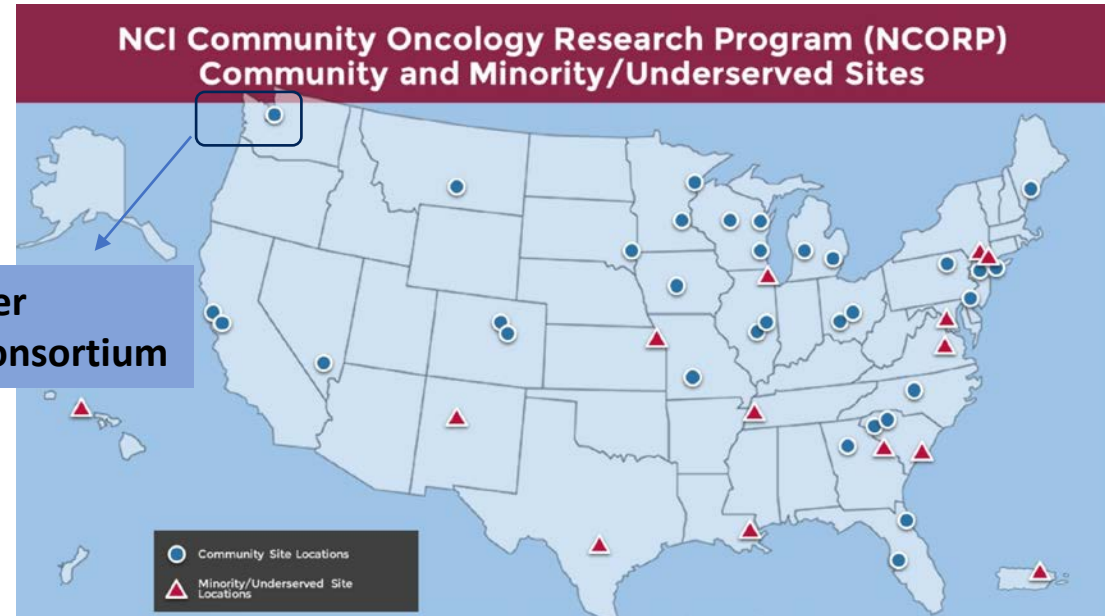 NCI Community Oncology Research Program (NCORP)
Community and Minority/Underserved Sites
er
onsortium
Community Site Locations
Minority/Underserved Site
Locations